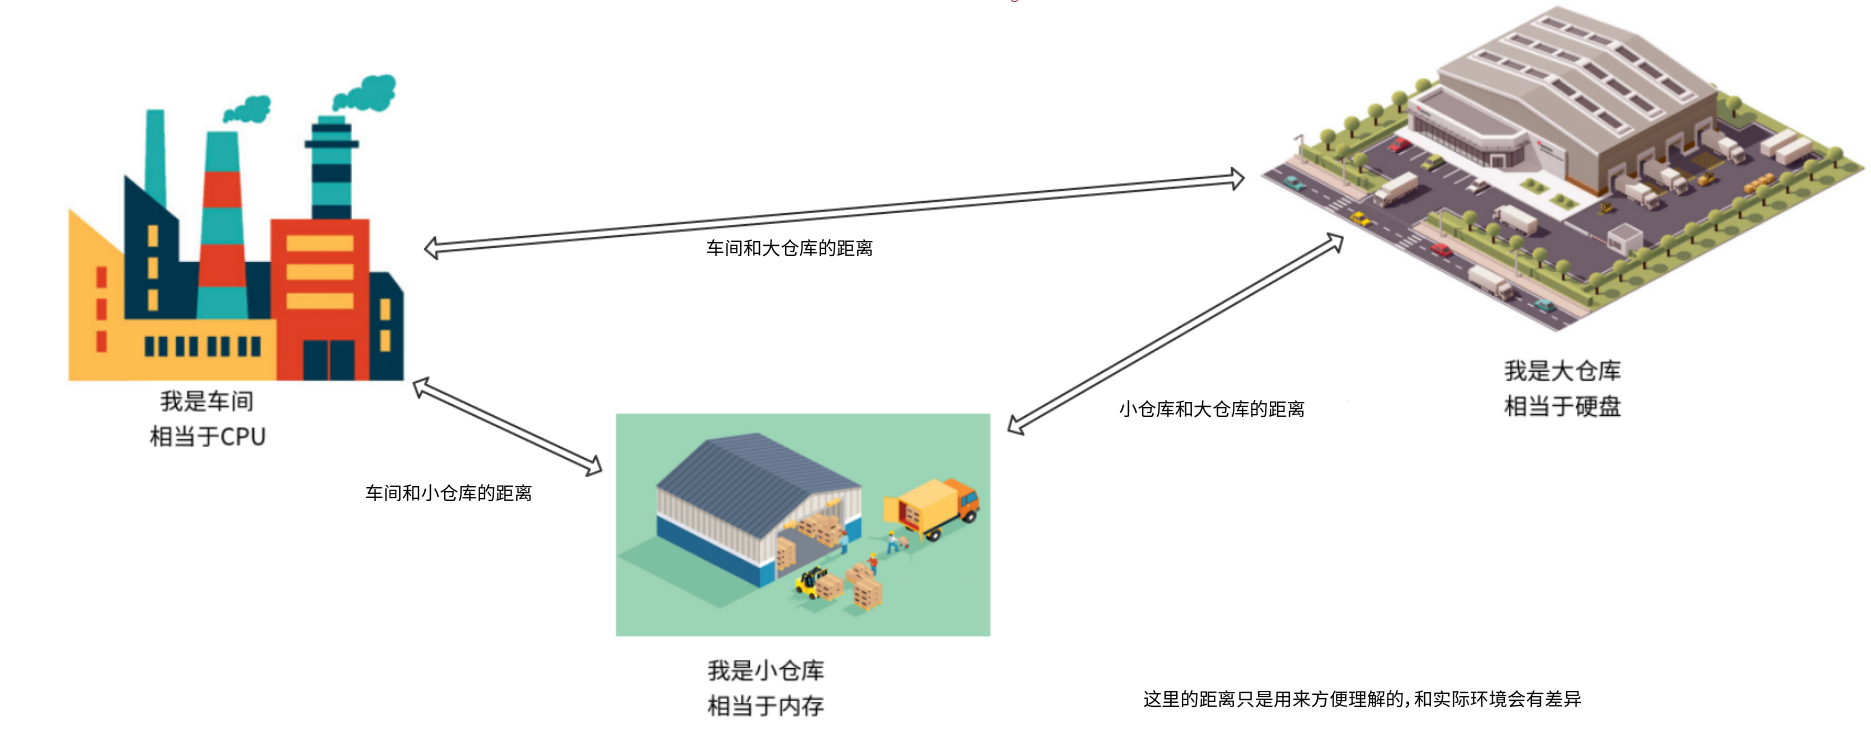 车间和大仓库的距离
我是大仓库
相当于硬盘
我是车间
相当于CPU
小仓库和大仓库的距离
车间和小仓库的距离
我是小仓库
相当于内存
这里的距离只是用来方便理解的，和实际环境会有差异